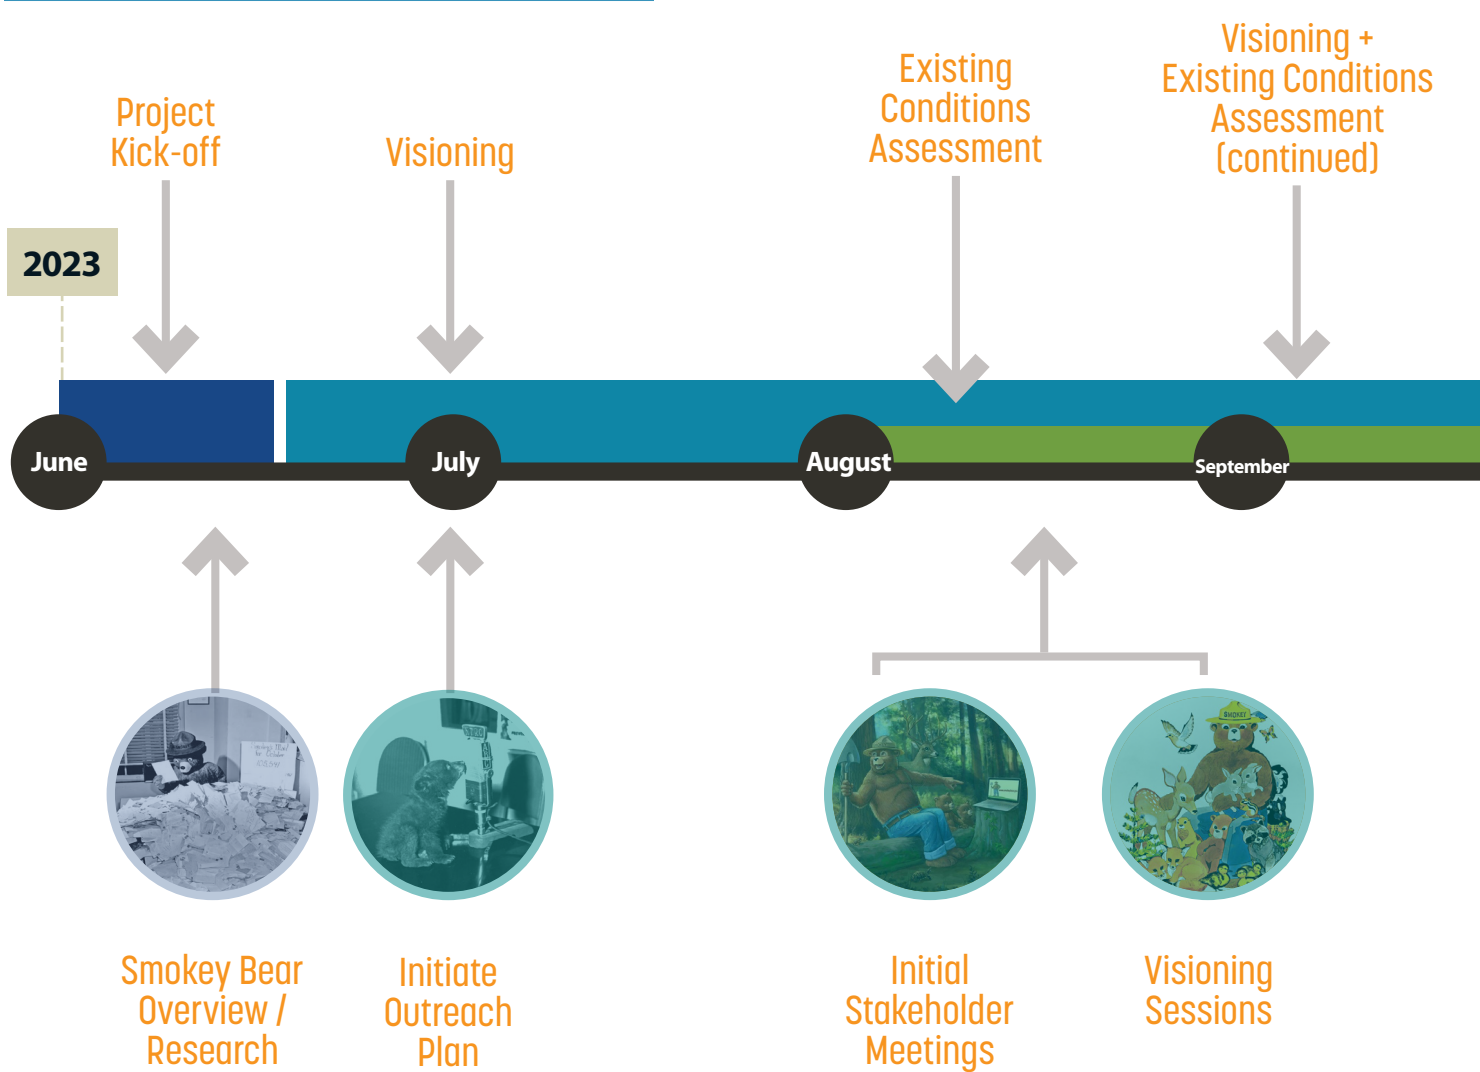 Project
Kick-off
Visioning
Existing
Conditions
Assessment
Visioning +
Existing Conditions
Assessment
(continued)
2023
June
July
August
September
SMOKEY
Smokey Bear
Overview /
Research
Initiate
Outreach
Plan
Initial
Stakeholder
Meetings
Visioning
Sessions